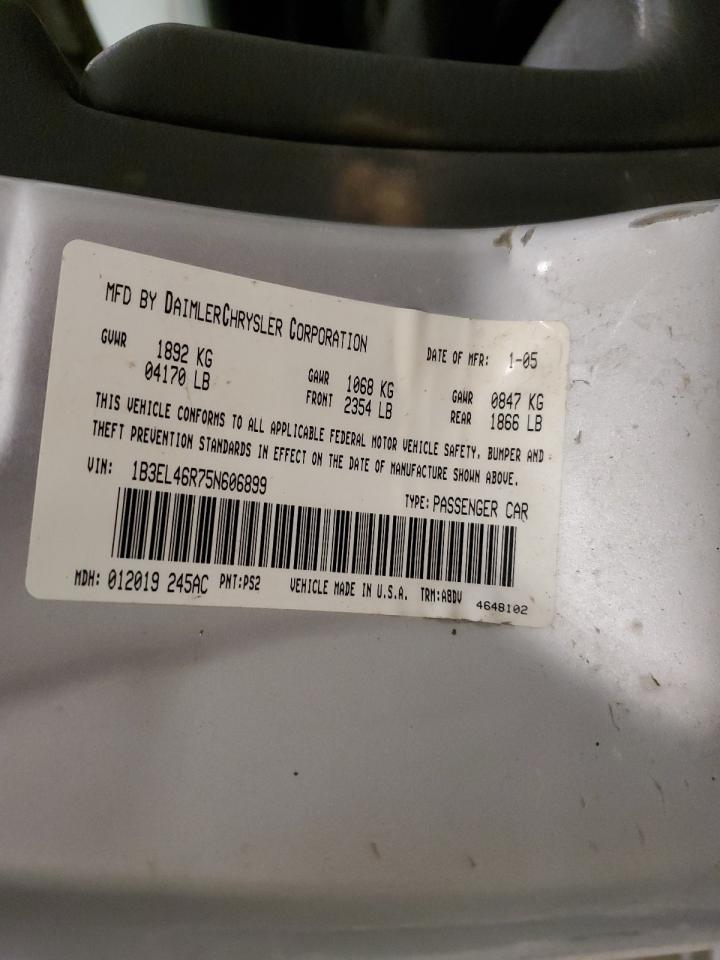 MFD BY DAIMLERCHRYSLER CORPORATION
DATE OF MFR: 1-05
GVWR 1892 KG
04170 LB
GAWR FRONT 1068 KG
2354 LB
GAWR REAR 0847 KG
1866 LB
THIS VEHICLE CONFORMS TO ALL APPLICABLE FEDERAL MOTOR VEHICLE SAFETY, BUMPER AND
THEFT PREVENTION STANDARDS IN EFFECT ON THE DATE OF MANUFACTURE SHOWN ABOVE.
VIN: 1B3EL46R75N606899
TYPE: PASSENGER CAR
MDH: 012019 245AC PNT:PS2 VEHICLE MADE IN U.S.A. TRM:ABDV
4648102